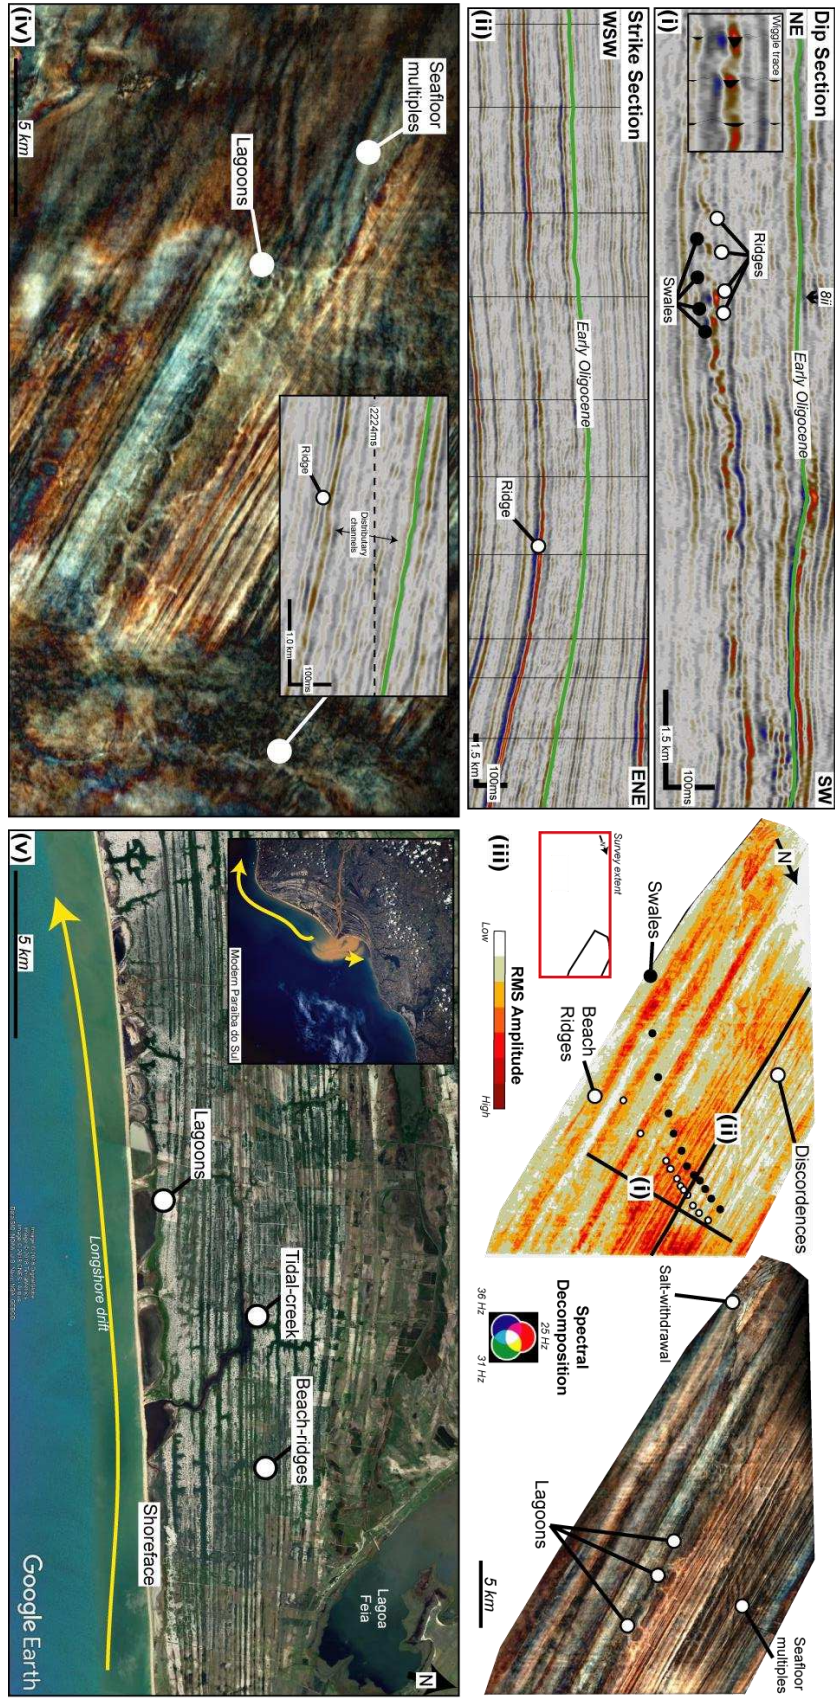 Dip Section
(i)
NE
SW
Wiggle trace
Ridges
Swales
8ii
Early Oligocene
1.5 km
100ms
Strike Section
(ii)
WSW
ENE
Early Oligocene
Ridge
1.5 km
100ms
(iii)
N
Survey extent
Low
High
RMS Amplitude
Swales
Beach
Ridges
Discordences
(i)
(ii)
Salt-withdrawal
Spectral
Decomposition
25 Hz
36 Hz
31 Hz
Lagoons
Seafloor
multiples
5 km
(iv)
5 km
Seafloor
multiples
Lagoons
2224ms
Ridge
Distributary
channels
1.0 km
100ms
(v)
5 km
Modern Paraíba do Sul
Lagoons
Tidal-creek
Beach-ridges
Shoreface
Longshore drift
Lagoa
Feia
N
Google Earth